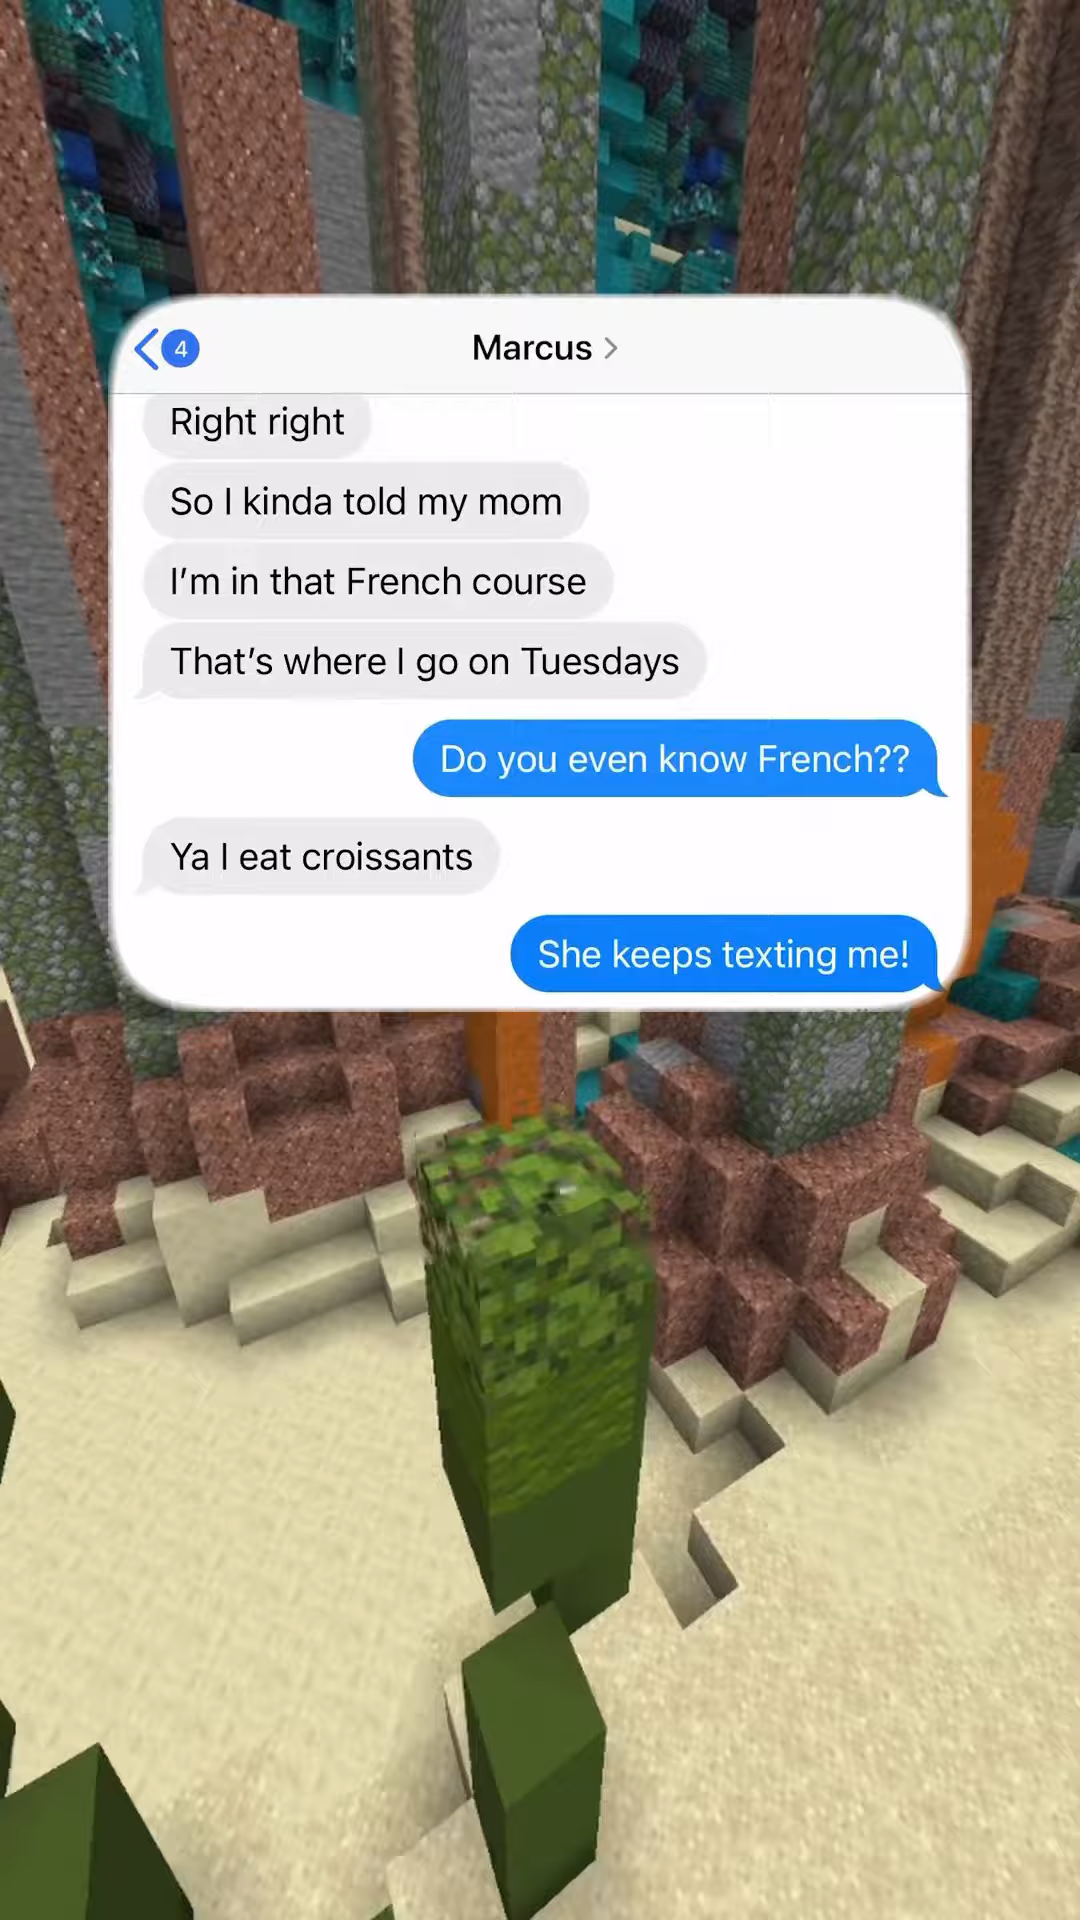 4
Marcus
Right right
So I kinda told my mom
I’m in that French course
That’s where I go on Tuesdays
Do you even know French??
Ya I eat croissants
She keeps texting me!